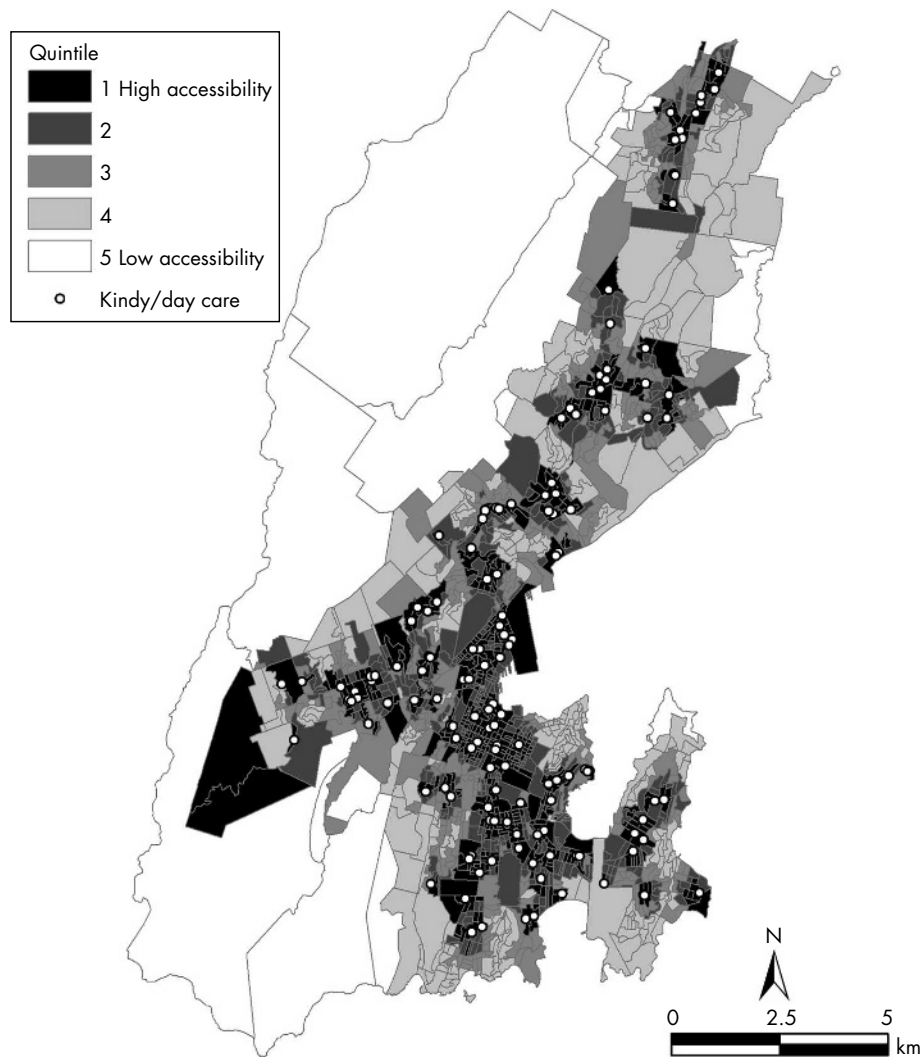 Quintile
1 High accessibility
2
3
4
5 Low accessibility
Kindy/day care
N
0 2.5 5
km